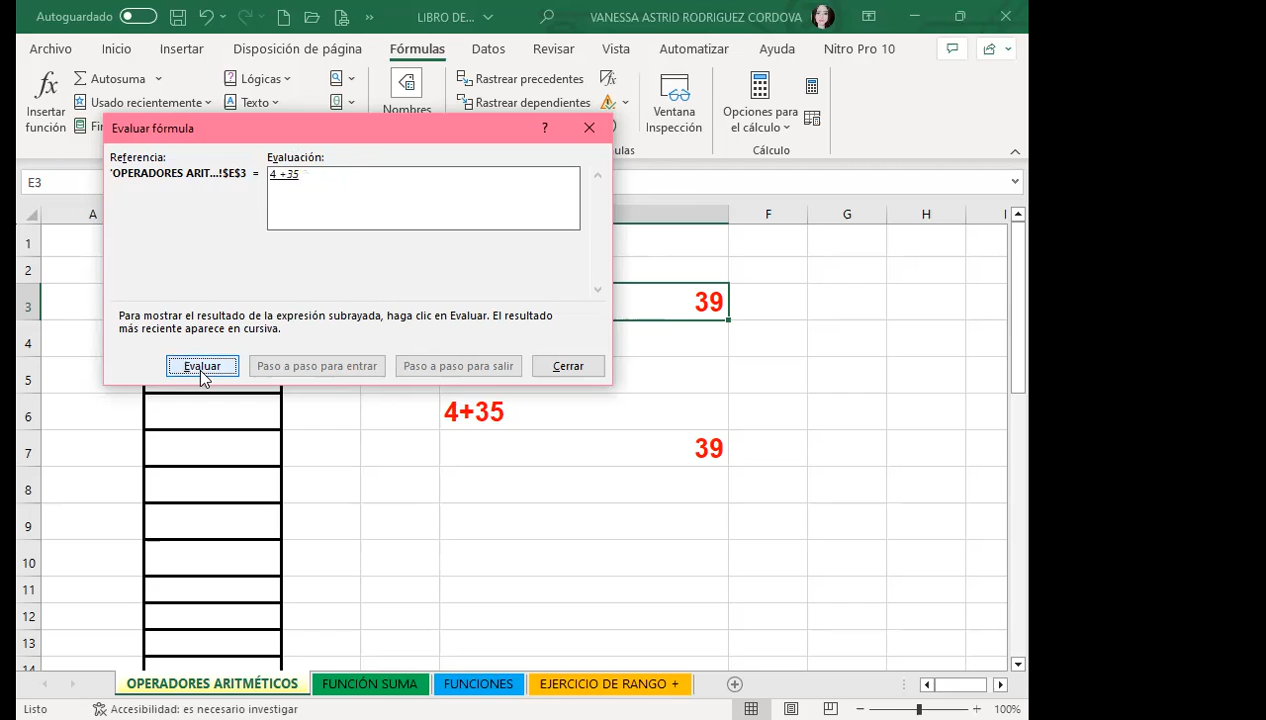 Autoguardado LIBRO DE... VANESSA ASTRID RODRIGUEZ CORDOVA
Archivo Inicio Insertar Disposición de página Fórmulas Datos Revisar Vista Automatizar Ayuda Nitro Pro 10
fx Autosuma Lógicas Rastrear precedentes
Usado recientemente Texto Rastrear dependientes
Insertar función
Nombres
Ventana Inspección
Opciones para el cálculo
Cálculo
Evaluar fórmula ?
Referencia: Evaluación:
'OPERADORES ARIT...!$E$3 = 4 +35
Para mostrar el resultado de la expresión subrayada, haga clic en Evaluar. El resultado
más reciente aparece en cursiva.
Evaluar Paso a paso para entrar Paso a paso para salir Cerrar
E3
A F G H I
1
2
3 39
4
5
6 4+35
7 39
8
9
10
11
12
13
14
OPERADORES ARITMÉTICOS FUNCIÓN SUMA FUNCIONES EJERCICIO DE RANGO +
Listo Accesibilidad: es necesario investigar 100%